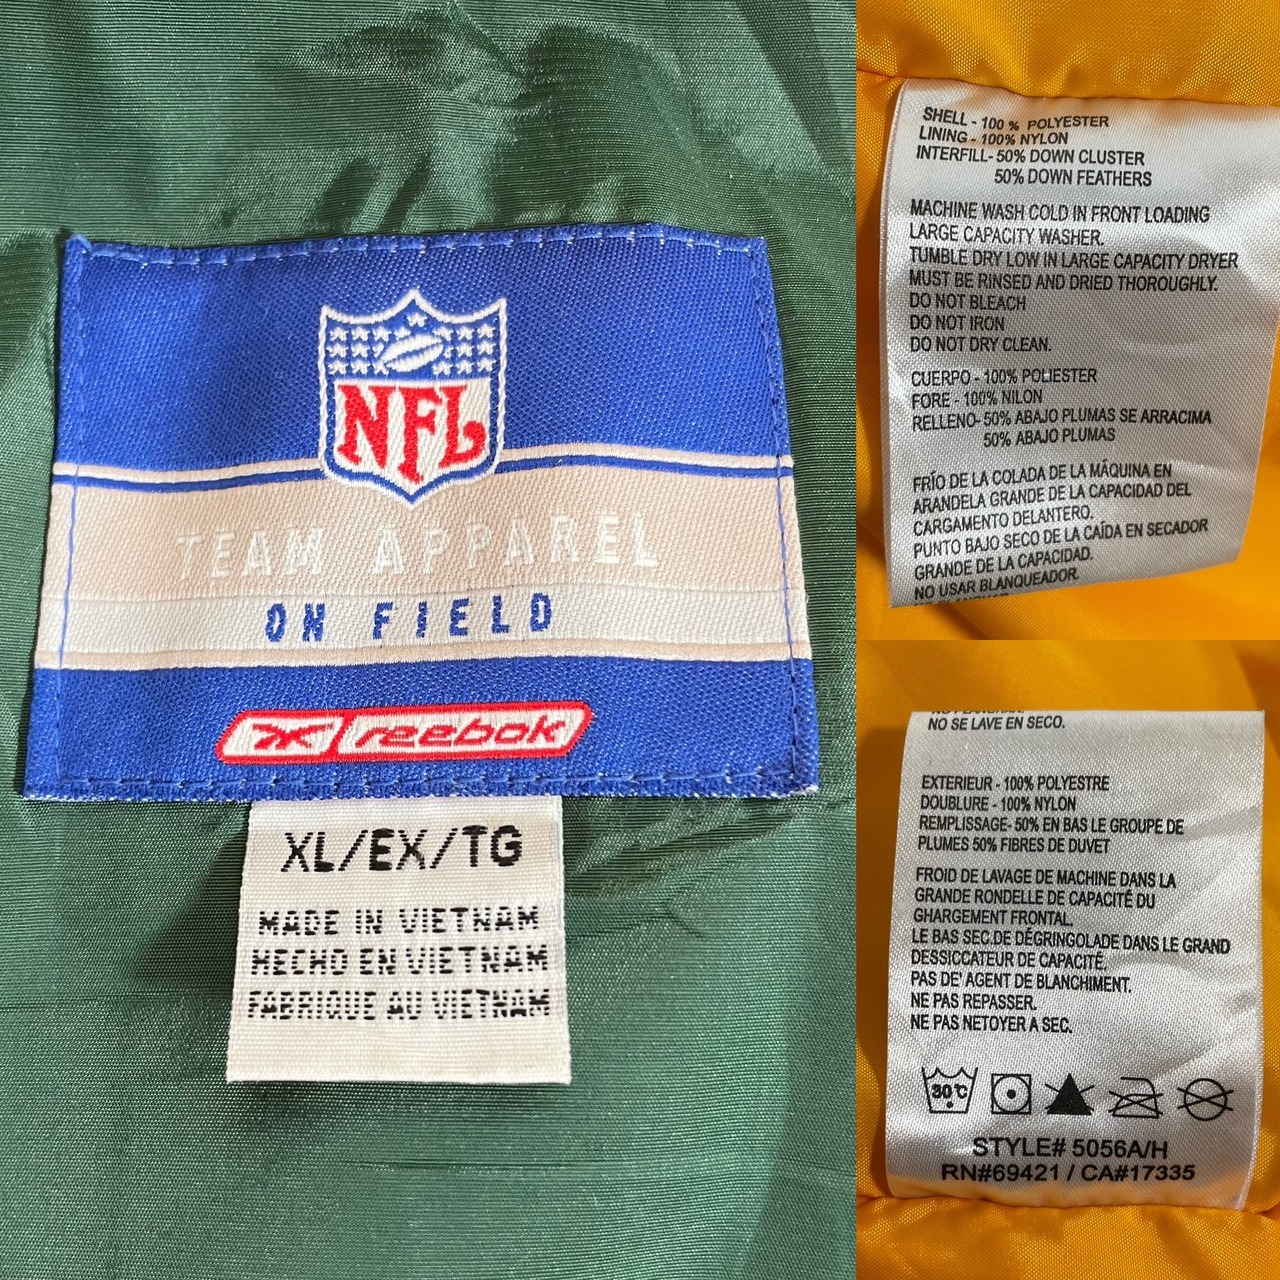 NFL
TEAM APPAREL
ON FIELD
reebok
XL/EX/TG
MADE IN VIETNAM
HECHO EN VIETNAM
FABRIQUE AU VIETNAM
SHELL - 100 % POLYESTER
LINING - 100% NYLON
INTERFILL- 50% DOWN CLUSTER
50% DOWN FEATHERS
MACHINE WASH COLD IN FRONT LOADING
LARGE CAPACITY WASHER.
TUMBLE DRY LOW IN LARGE CAPACITY DRYER
MUST BE RINSED AND DRIED THOROUGHLY.
DO NOT BLEACH
DO NOT IRON
DO NOT DRY CLEAN.
CUERPO - 100% POLIESTER
FORE - 100% NILON
RELLENO- 50% ABAJO PLUMAS SE ARRACIMA
50% ABAJO PLUMAS
FRÍO DE LA COLADA DE LA MÁQUINA EN
ARANDELA GRANDE DE LA CAPACIDAD DEL
CARGAMENTO DELANTERO.
PUNTO BAJO SECO DE LA CAÍDA EN SECADOR
GRANDE DE LA CAPACIDAD.
NO USAR BLANQUEADOR.
NO SE LAVE EN SECO.
EXTERIEUR - 100% POLYESTRE
DOUBLURE - 100% NYLON
REMPLISSAGE- 50% EN BAS LE GROUPE DE
PLUMES 50% FIBRES DE DUVET
FROID DE LAVAGE DE MACHINE DANS LA
GRANDE RONDELLE DE CAPACITÉ DU
GHARGEMENT FRONTAL.
LE BAS SEC.DE DÉGRINGOLADE DANS LE GRAND
DESSICCATEUR DE CAPACITÉ.
PAS DE' AGENT DE BLANCHIMENT.
NE PAS REPASSER.
NE PAS NETOYER A SEC.
30°C
STYLE# 5056A/H
RN#69421 / CA#17335